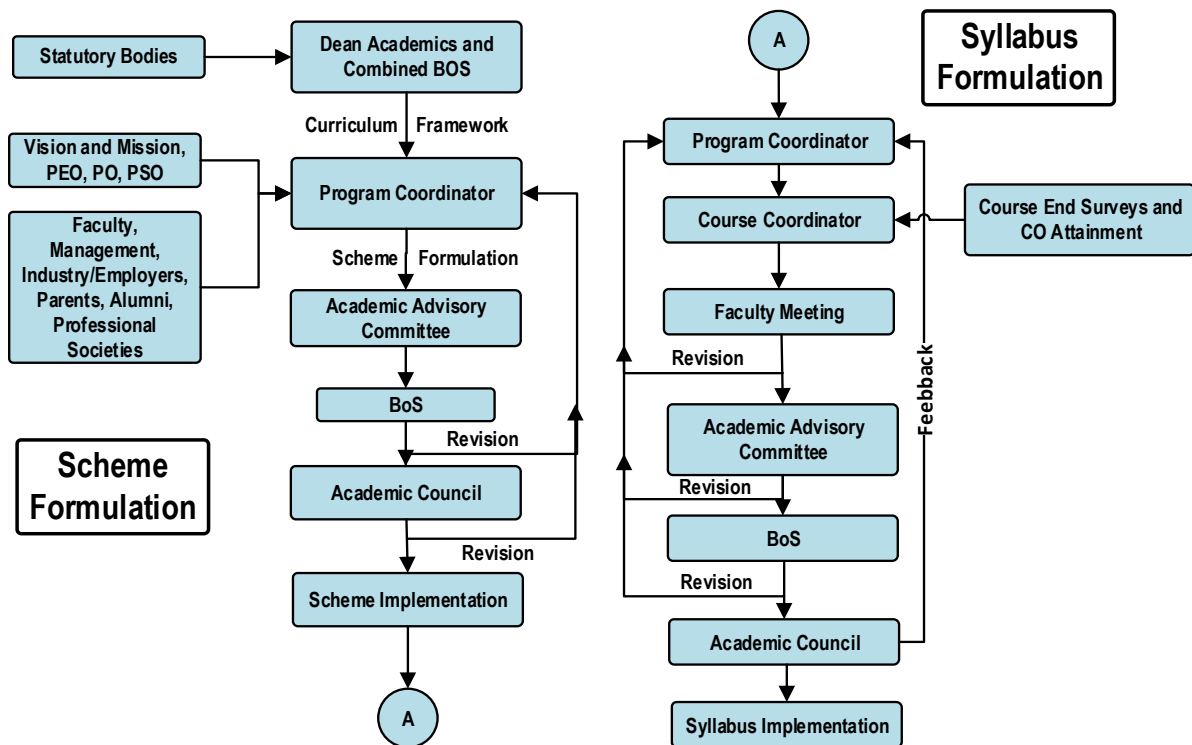 Statutory Bodies
Dean Academics and
Combined BOS
Curriculum Framework
Vision and Mission,
PEO, PO, PSO
Program Coordinator
Faculty,
Management,
Industry/Employers,
Parents, Alumni,
Professional
Societies
Scheme Formulation
Academic Advisory
Committee
BoS
Revision
Scheme
Formulation
Academic Council
Revision
Scheme Implementation
A
A
Syllabus
Formulation
Program Coordinator
Course Coordinator
Course End Surveys and
CO Attainment
Faculty Meeting
Revision
Feebback
Academic Advisory
Committee
Revision
BoS
Revision
Academic Council
Syllabus Implementation